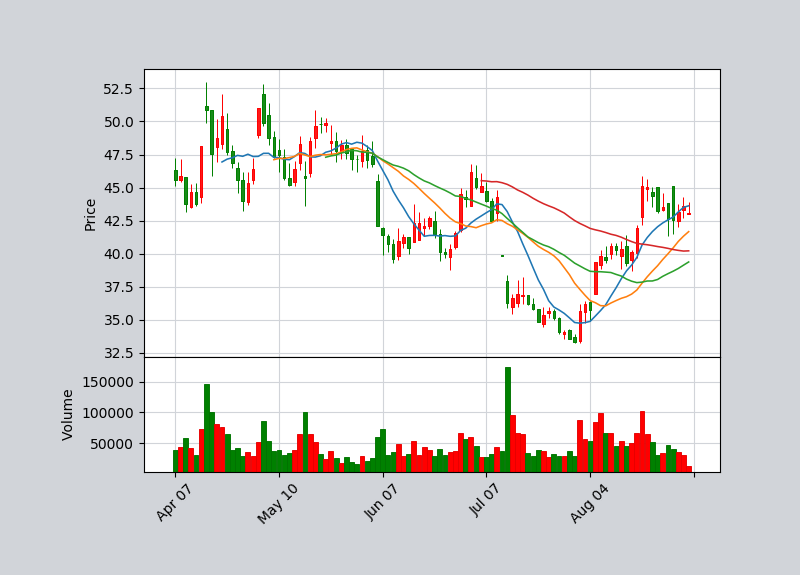 52.5
50.0
47.5
45.0
42.5
40.0
37.5
35.0
32.5
Price
150000
100000
50000
Volume
Apr 07
May 10
Jun 07
Jul 07
Aug 04